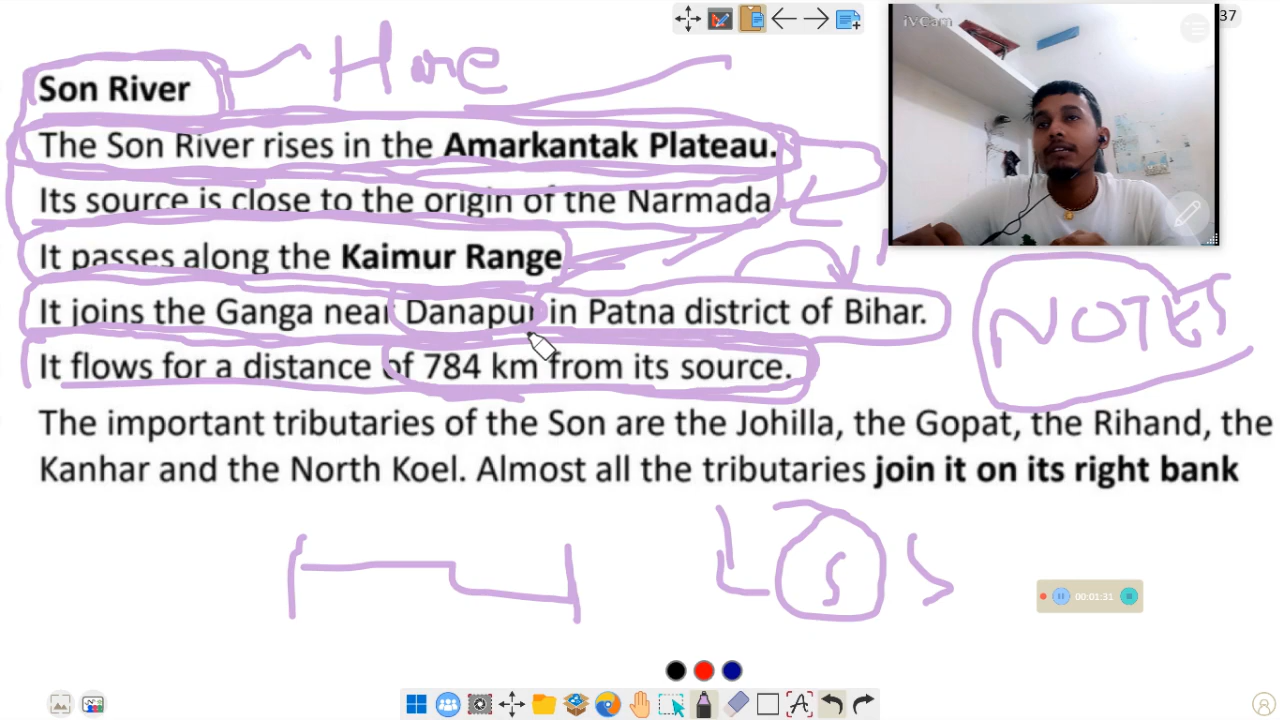 37
iVCam
Hare
Son River
The Son River rises in the Amarkantak Plateau.
Its source is close to the origin of the Narmada
It passes along the Kaimur Range
It joins the Ganga near Danapur in Patna district of Bihar.
NOTES
It flows for a distance of 784 km from its source.
The important tributaries of the Son are the Johilla, the Gopat, the Rihand, the
Kanhar and the North Koel. Almost all the tributaries join it on its right bank
S
00:01:31